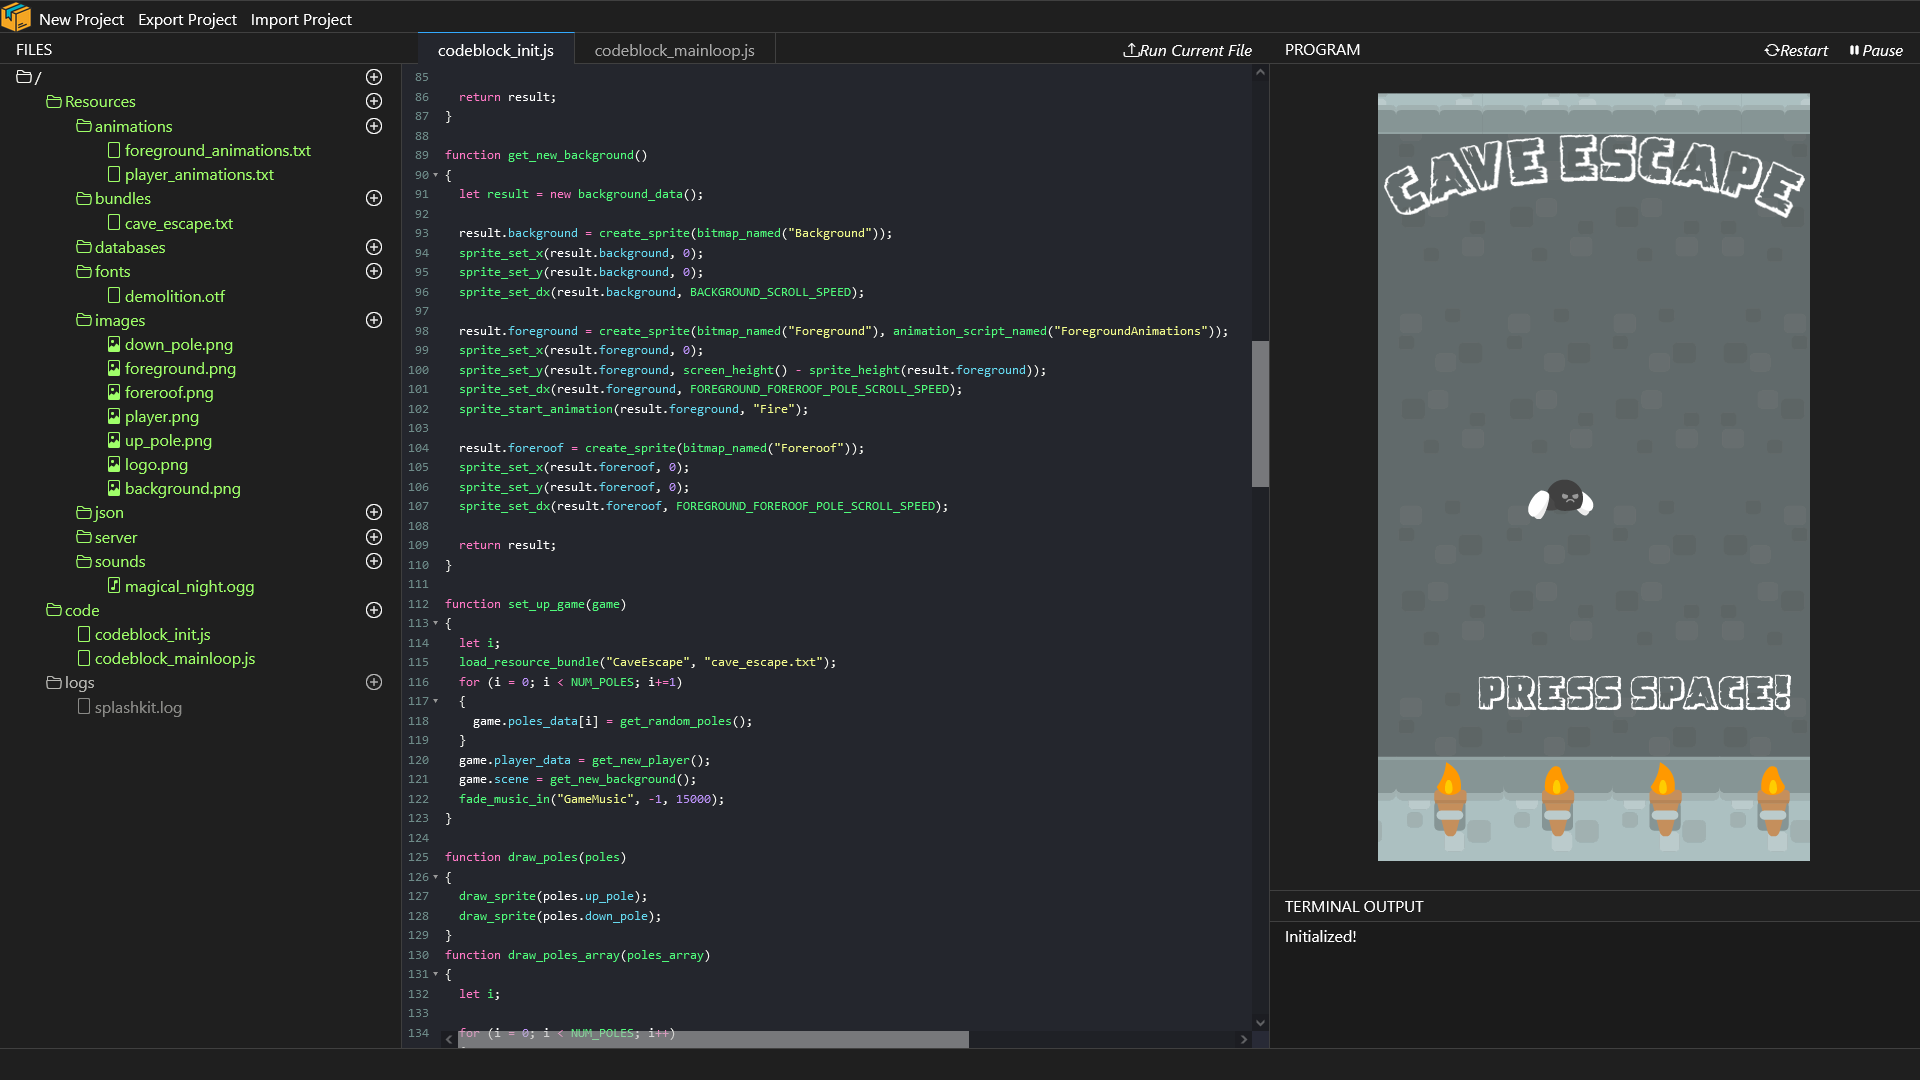 New Project Export Project Import Project
FILES
/
Resources
animations
foreground_animations.txt
player_animations.txt
bundles
cave_escape.txt
databases
fonts
demolition.otf
images
down_pole.png
foreground.png
foreroof.png
player.png
up_pole.png
logo.png
background.png
json
server
sounds
magical_night.ogg
code
codeblock_init.js
codeblock_mainloop.js
logs
splashkit.log
codeblock_init.js codeblock_mainloop.js Run Current File
85
86 return result;
87 }
88
89 function get_new_background()
90 {
91 let result = new background_data();
92
93 result.background = create_sprite(bitmap_named("Background"));
94 sprite_set_x(result.background, 0);
95 sprite_set_y(result.background, 0);
96 sprite_set_dx(result.background, BACKGROUND_SCROLL_SPEED);
97
98 result.foreground = create_sprite(bitmap_named("Foreground"), animation_script_named("ForegroundAnimations"));
99 sprite_set_x(result.foreground, 0);
100 sprite_set_y(result.foreground, screen_height() - sprite_height(result.foreground));
101 sprite_set_dx(result.foreground, FOREGROUND_FOREROOF_POLE_SCROLL_SPEED);
102 sprite_start_animation(result.foreground, "Fire");
103
104 result.foreroof = create_sprite(bitmap_named("Foreroof"));
105 sprite_set_x(result.foreroof, 0);
106 sprite_set_y(result.foreroof, 0);
107 sprite_set_dx(result.foreroof, FOREGROUND_FOREROOF_POLE_SCROLL_SPEED);
108
109 return result;
110 }
111
112 function set_up_game(game)
113 {
114 let i;
115 load_resource_bundle("CaveEscape", "cave_escape.txt");
116 for (i = 0; i < NUM_POLES; i+=1)
117 {
118 game.poles_data[i] = get_random_poles();
119 }
120 game.player_data = get_new_player();
121 game.scene = get_new_background();
122 fade_music_in("GameMusic", -1, 15000);
123 }
124
125 function draw_poles(poles)
126 {
127 draw_sprite(poles.up_pole);
128 draw_sprite(poles.down_pole);
129 }
130 function draw_poles_array(poles_array)
131 {
132 let i;
133
134 for (i = 0; i < NUM_POLES; i++)
PROGRAM Restart Pause
CAVE ESCAPE
PRESS SPACE!
TERMINAL OUTPUT
Initialized!